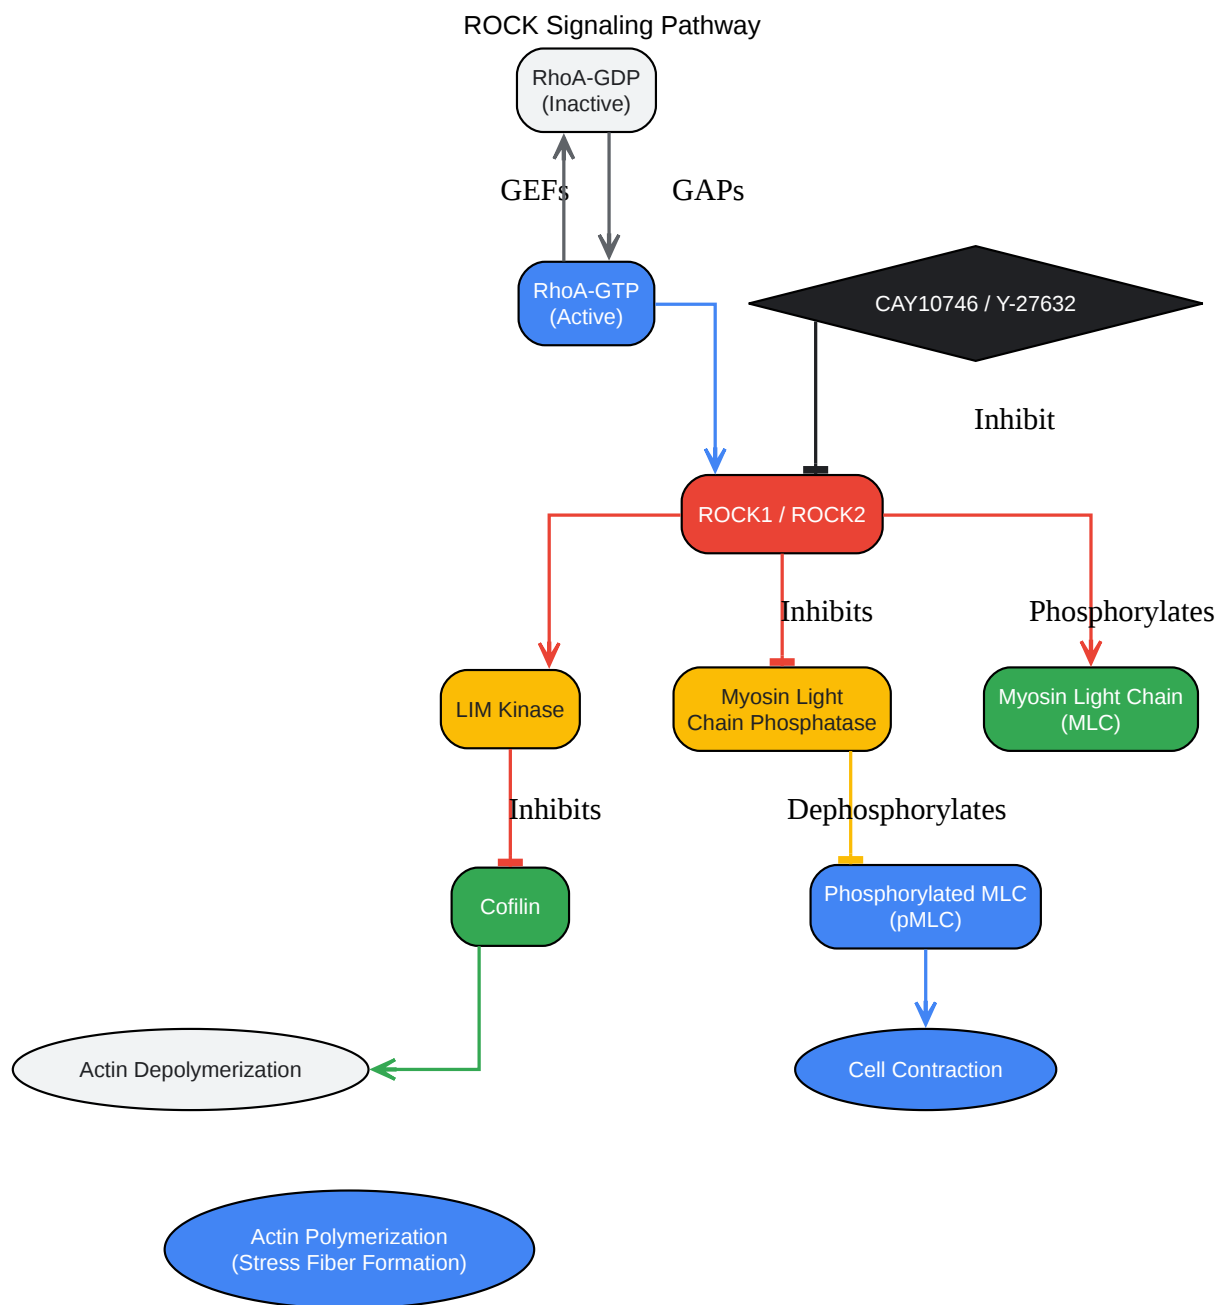 ROCK Signaling Pathway
RhoA-GDP
(Inactive)
GEFs
GAPs
RhoA-GTP
(Active)
CAY10746 / Y-27632
Inhibit
ROCK1 / ROCK2
Inhibits
Phosphorylates
LIM Kinase
Myosin Light
Chain Phosphatase
Myosin Light Chain
(MLC)
Inhibits
Dephosphorylates
Cofilin
Phosphorylated MLC
(pMLC)
Actin Depolymerization
Cell Contraction
Actin Polymerization
(Stress Fiber Formation)